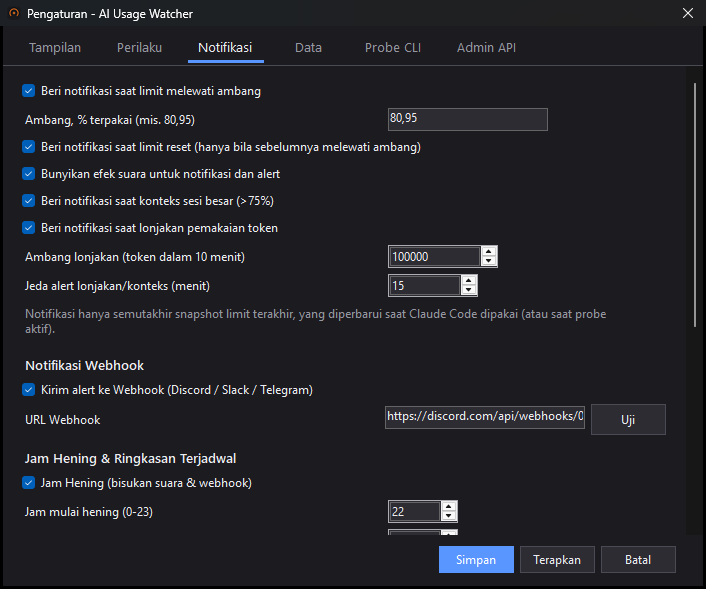 Pengaturan - AI Usage Watcher
Tampilan Perilaku Notifikasi Data Probe CLI Admin API
Beri notifikasi saat limit melewati ambang
Ambang, % terpakai (mis. 80,95) 80,95
Beri notifikasi saat limit reset (hanya bila sebelumnya melewati ambang)
Bunyikan efek suara untuk notifikasi dan alert
Beri notifikasi saat konteks sesi besar (>75%)
Beri notifikasi saat lonjakan pemakaian token
Ambang lonjakan (token dalam 10 menit) 100000
Jeda alert lonjakan/konteks (menit) 15
Notifikasi hanya semutakhir snapshot limit terakhir, yang diperbarui saat Claude Code dipakai (atau saat probe
aktif).
Notifikasi Webhook
Kirim alert ke Webhook (Discord / Slack / Telegram)
URL Webhook https://discord.com/api/webhooks/0 Uji
Jam Hening & Ringkasan Terjadwal
Jam Hening (bisukan suara & webhook)
Jam mulai hening (0-23) 22
Simpan Terapkan Batal